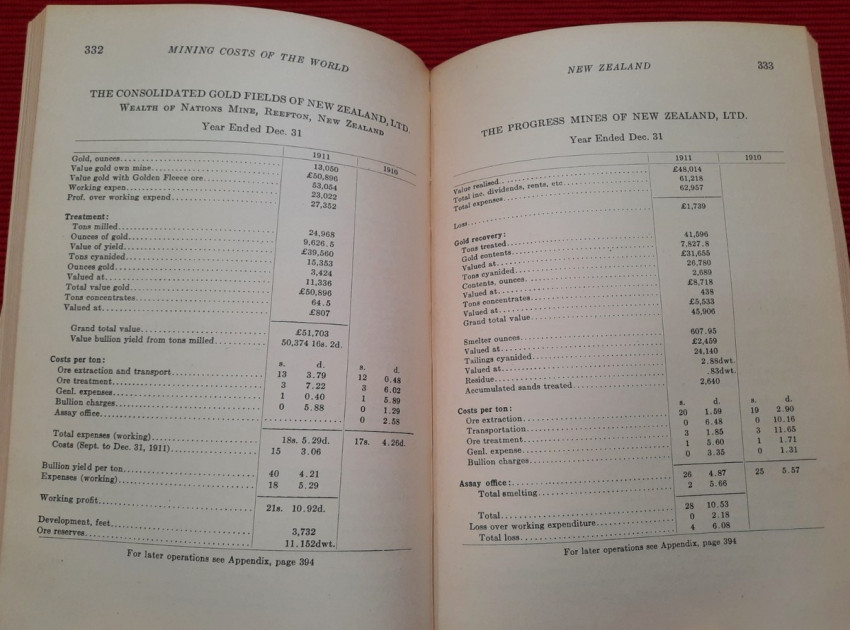 332 MINING COSTS OF THE WORLD
THE CONSOLIDATED GOLD FIELDS OF NEW ZEALAND, LTD.
WEALTH OF NATIONS MINE, REEFTON, NEW ZEALAND
Year Ended Dec. 31
1911 1910
Gold, ounces 13,050
Value gold own mine £50,896
Value gold with Golden Fleece ore 53,054
Working expen. 23,022
Prof. over working expend 27,352
Treatment:
Tons milled 24,968
Ounces of gold 9,626.5
Value of yield £39,560
Tons cyanided 15,353
Ounces gold 3,424
Valued at 11,336
Total value gold £50,896
Tons concentrates 64.5
Valued at £807
Grand total value £51,703
Value bullion yield from tons milled 50,374 16s. 2d.
Costs per ton: s. d. s. d.
Ore extraction and transport 13 3.79 12 0.48
Ore treatment 3 7.22 3 6.02
Genl. expenses 1 0.40 1 5.89
Bullion charges 0 5.88 0 1.29
Assay office 0 2.58
Total expenses (working) 18s. 5.29d. 17s. 4.26d.
Costs (Sept. to Dec. 31, 1911) 15 3.06
Bullion yield per ton 40 4.21
Expenses (working) 18 5.29
Working profit 21s. 10.92d.
Development, feet 3,732
Ore reserves 11.152dwt.
For later operations see Appendix, page 394
NEW ZEALAND 333
THE PROGRESS MINES OF NEW ZEALAND, LTD.
Year Ended Dec. 31
1911 1910
Value realised £48,014
Total inc. dividends, rents, etc 61,218
Total expenses 62,957
Loss £1,739
Gold recovery:
Tons treated 41,596
Gold contents 7,827.8
Valued at £31,655
Tons cyanided 26,780
Contents, ounces 2,689
Valued at £8,718
Tons concentrates 438
Valued at £5,533
Grand total value 45,906
Smelter ounces 607.95
Valued at £2,459
Tailings cyanided 24,140
Valued at 2.88dwt.
Residue .83dwt.
Accumulated sands treated 2,640
Costs per ton: s. d. s. d.
Ore extraction 20 1.59 19 2.90
Transportation 0 6.48 0 10.16
Ore treatment 3 1.85 3 11.65
Genl. expense 1 5.60 1 1.71
Bullion charges 0 3.35 0 1.31
Assay office: 26 4.87 25 5.57
Total smelting 2 5.66
Total 28 10.53
Loss over working expenditure 0 2.18
Total loss 4 6.08
For later operations see Appendix, page 394